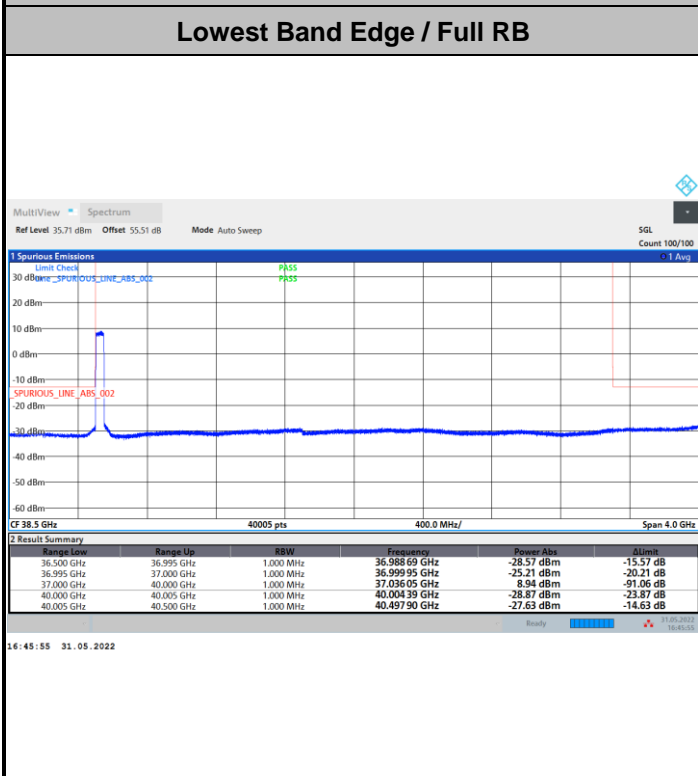 Lowest Band Edge / Full RB
MultiView Spectrum
Ref Level 35.71 dBm Offset 55.51 dB Mode Auto Sweep SGL
Count 100/100
1 Spurious Emissions 1 Avg
Limit Check PASS
30 dBm Line _SPURIOUS_LINE_ABS_002 PASS
20 dBm
10 dBm
0 dBm
-10 dBm
_SPURIOUS_LINE_ABS_002
-20 dBm
-30 dBm
-40 dBm
-50 dBm
-60 dBm
CF 38.5 GHz 40005 pts 400.0 MHz/ Span 4.0 GHz
2 Result Summary
Range Low Range Up RBW Frequency Power Abs ΔLimit
36.500 GHz 36.995 GHz 1.000 MHz 36.98869 GHz -28.57 dBm -15.57 dB
36.995 GHz 37.000 GHz 1.000 MHz 36.99995 GHz -25.21 dBm -20.21 dB
37.000 GHz 40.000 GHz 1.000 MHz 37.03605 GHz 8.94 dBm -91.06 dB
40.000 GHz 40.005 GHz 1.000 MHz 40.00439 GHz -28.87 dBm -23.87 dB
40.005 GHz 40.500 GHz 1.000 MHz 40.49790 GHz -27.63 dBm -14.63 dB
Ready 31.05.2022
16:45:55
16:45:55 31.05.2022